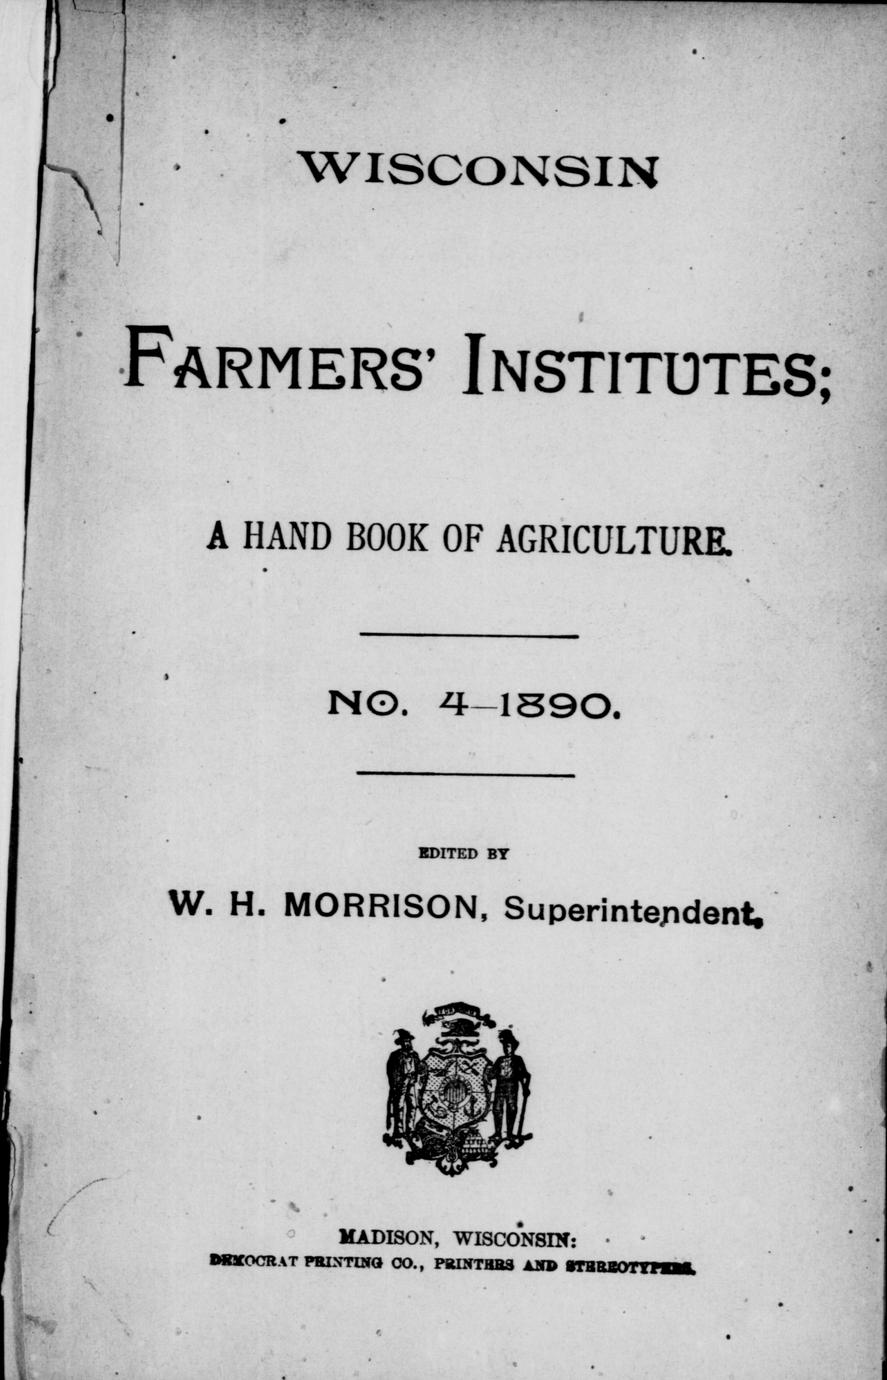 WISCONSIN
FARMERS' INSTITUTES;
A HAND BOOK OF AGRICULTURE.
NO. 4—1890.
EDITED BY
W. H. MORRISON, Superintendent,
MADISON, WISCONSIN:
DEMOCRAT PRINTING CO., PRINTERS AND STEREOTYPERS.